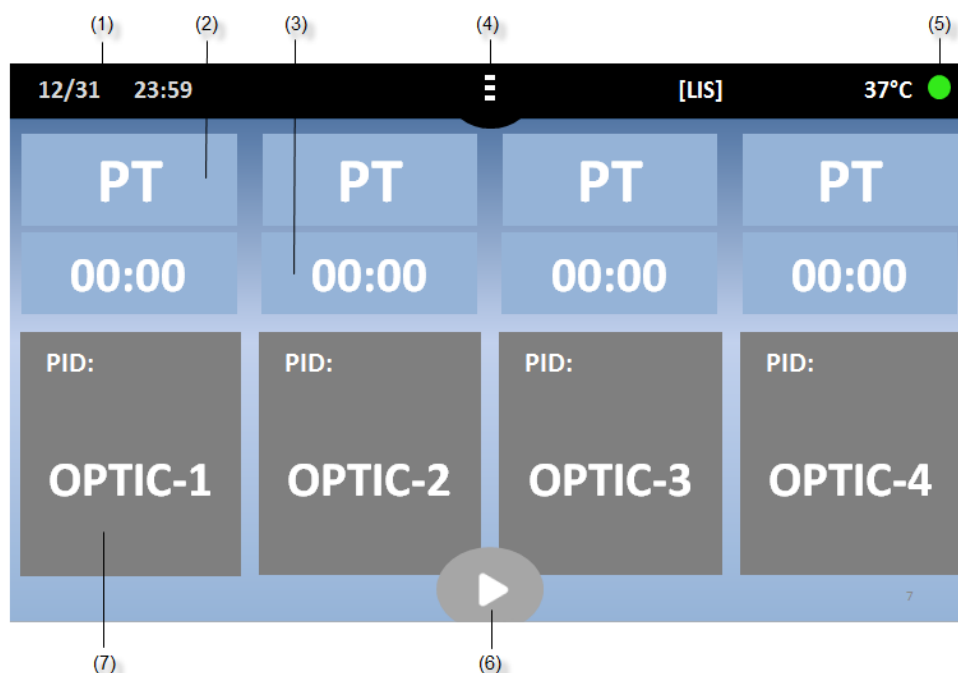 (1) (2) (3) (4) (5)
12/31 23:59 [LIS] 37°C
PT PT PT PT
00:00 00:00 00:00 00:00
PID: PID: PID: PID:
OPTIC-1 OPTIC-2 OPTIC-3 OPTIC-4
7
(7) (6)